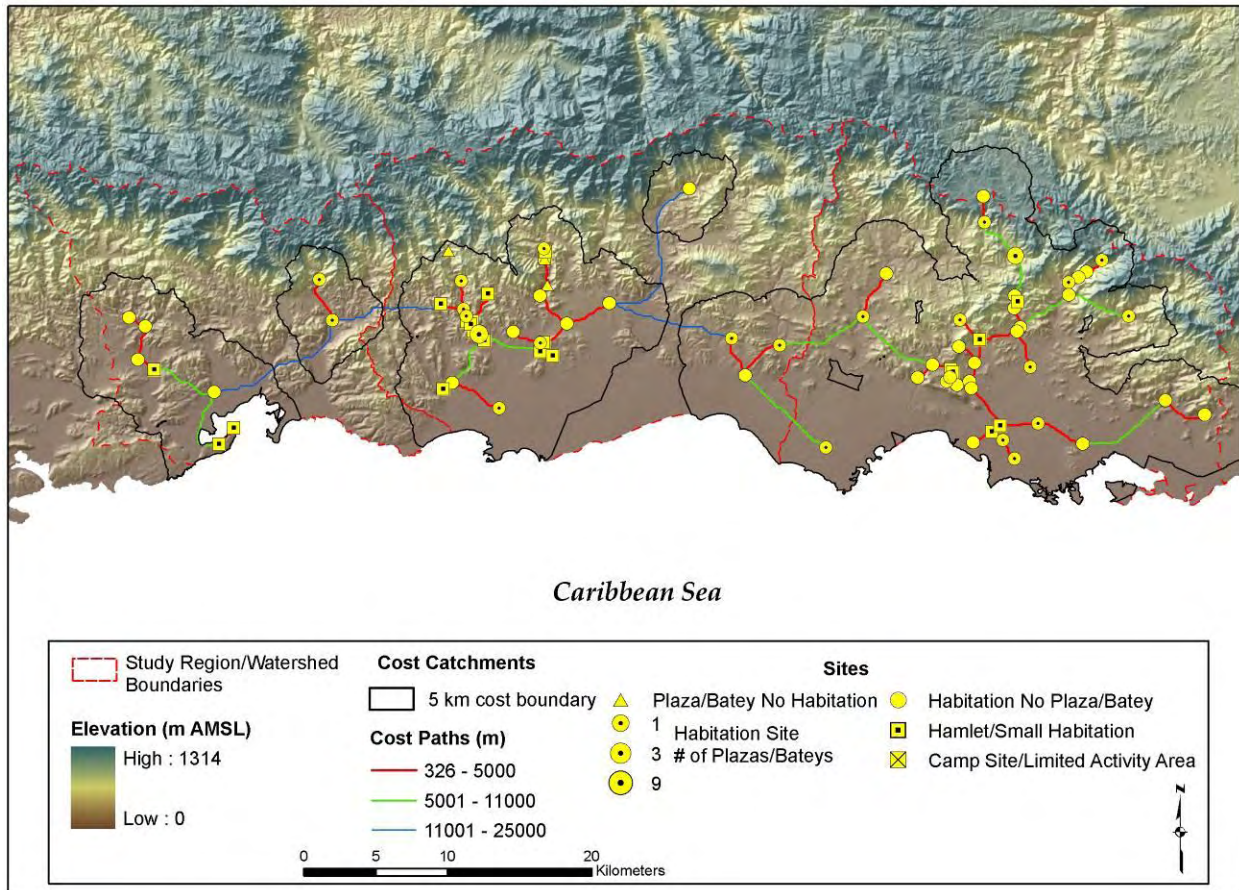 Caribbean Sea
Study Region/Watershed
Boundaries
Elevation (m AMSL)
High : 1314
Low : 0
Cost Catchments
5 km cost boundary
Cost Paths (m)
326 - 5000
5001 - 11000
11001 - 25000
Sites
Plaza/Batey No Habitation
1
Habitation Site
3
# of Plazas/Bateys
9
Habitation No Plaza/Batey
Hamlet/Small Habitation
Camp Site/Limited Activity Area
0 5 10 20
Kilometers
N